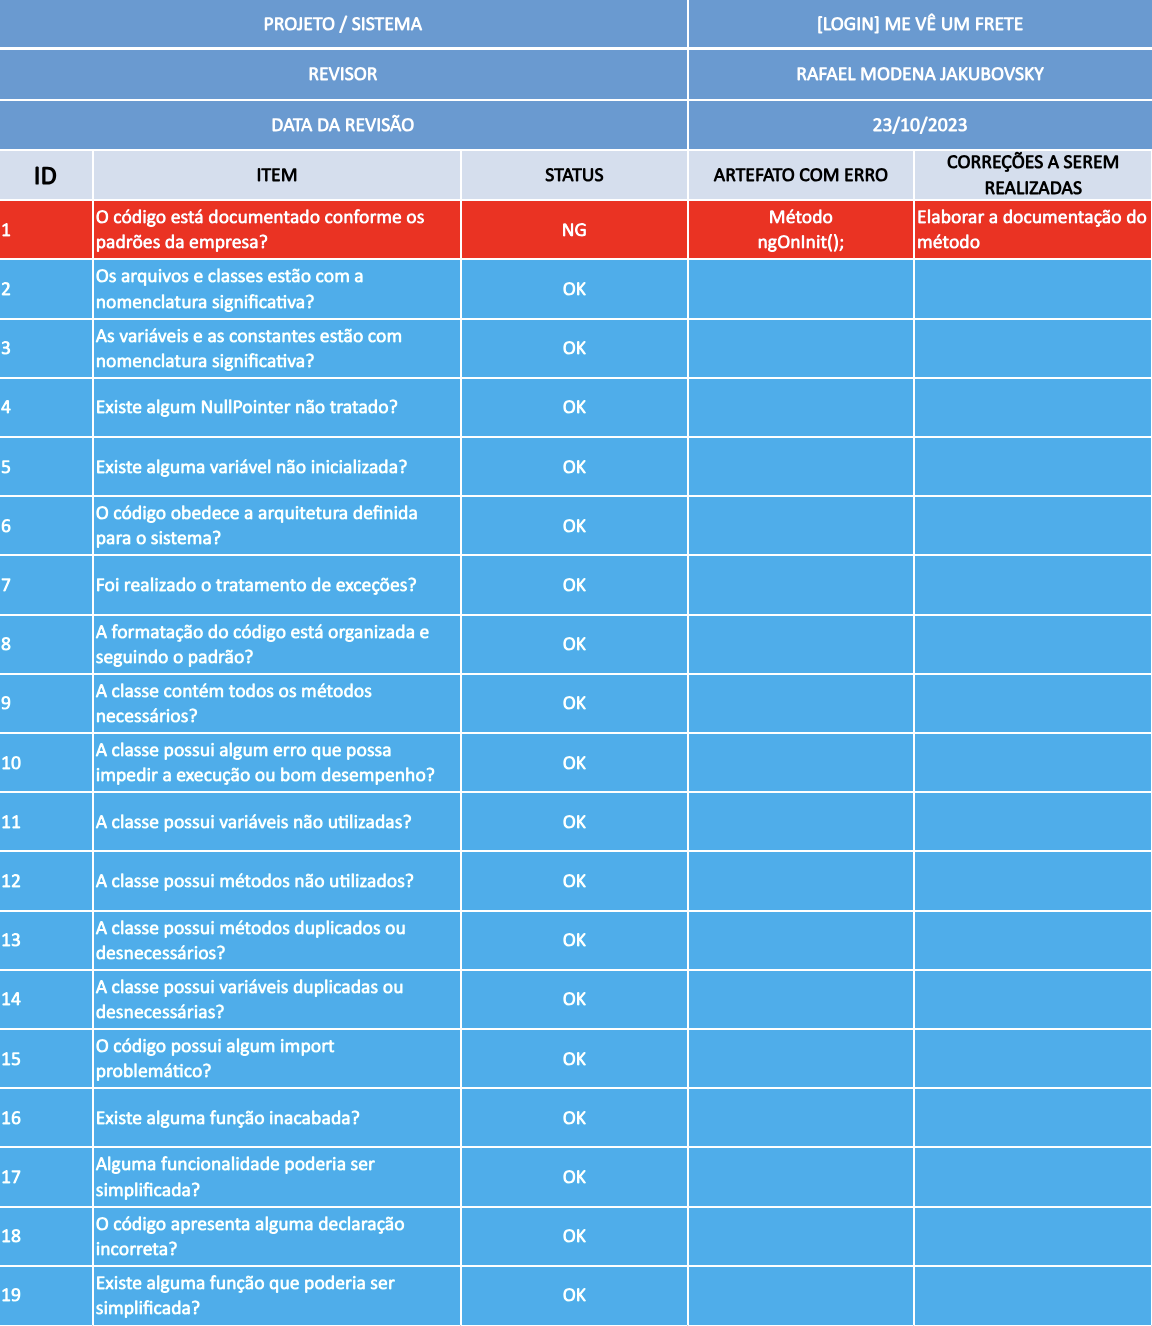 PROJETO / SISTEMA
[LOGIN] ME VÊ UM FRETE
REVISOR
RAFAEL MODENA JAKUBOVSKY
DATA DA REVISÃO
23/10/2023
ID
ITEM
STATUS
ARTEFATO COM ERRO
CORREÇÕES A SEREM
REALIZADAS
1
O código está documentado conforme os
padrões da empresa?
NG
Método
ngOnInit();
Elaborar a documentação do
método
2
Os arquivos e classes estão com a
nomenclatura significativa?
OK
3
As variáveis e as constantes estão com
nomenclatura significativa?
OK
4
Existe algum NullPointer não tratado?
OK
5
Existe alguma variável não inicializada?
OK
6
O código obedece a arquitetura definida
para o sistema?
OK
7
Foi realizado o tratamento de exceções?
OK
8
A formatação do código está organizada e
seguindo o padrão?
OK
9
A classe contém todos os métodos
necessários?
OK
10
A classe possui algum erro que possa
impedir a execução ou bom desempenho?
OK
11
A classe possui variáveis não utilizadas?
OK
12
A classe possui métodos não utilizados?
OK
13
A classe possui métodos duplicados ou
desnecessários?
OK
14
A classe possui variáveis duplicadas ou
desnecessárias?
OK
15
O código possui algum import
problemático?
OK
16
Existe alguma função inacabada?
OK
17
Alguma funcionalidade poderia ser
simplificada?
OK
18
O código apresenta alguma declaração
incorreta?
OK
19
Existe alguma função que poderia ser
simplificada?
OK